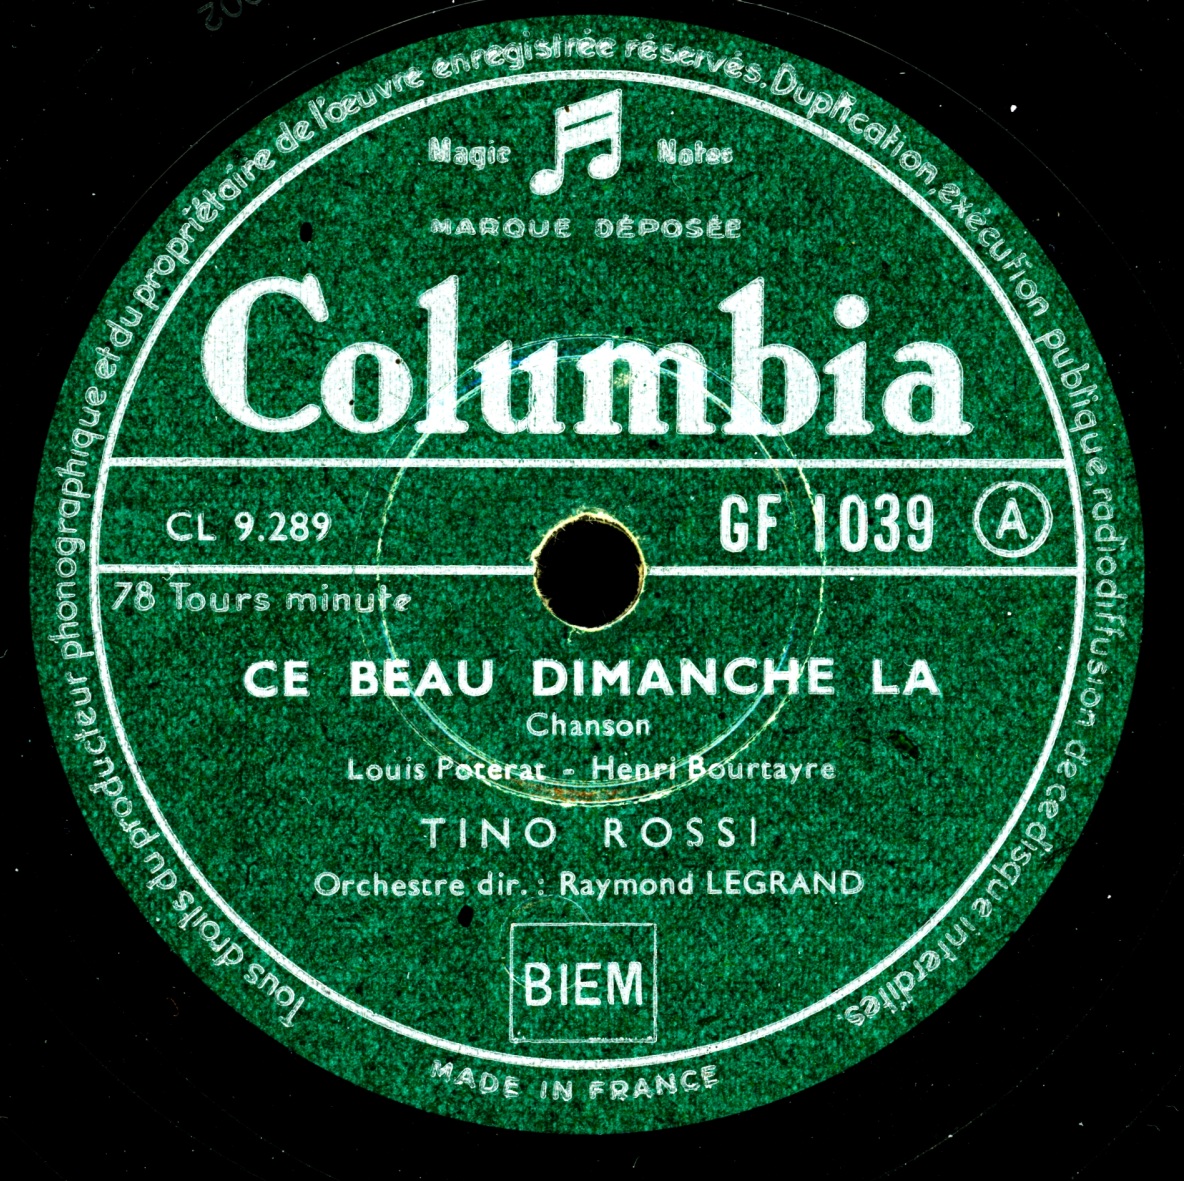 Tous droits du producteur phonographique et du propriétaire de l'œuvre enregistrée réservés. Duplication, exécution publique, radiodiffusion de ce disque interdites.
Magic Notes
MARQUE DÉPOSÉE
Columbia
CL 9.289 GF 1039 A
78 Tours minute
CE BEAU DIMANCHE LA
Chanson
Louis Poterat - Henri Bourtayre
TINO ROSSI
Orchestre dir. : Raymond LEGRAND
BIEM
MADE IN FRANCE